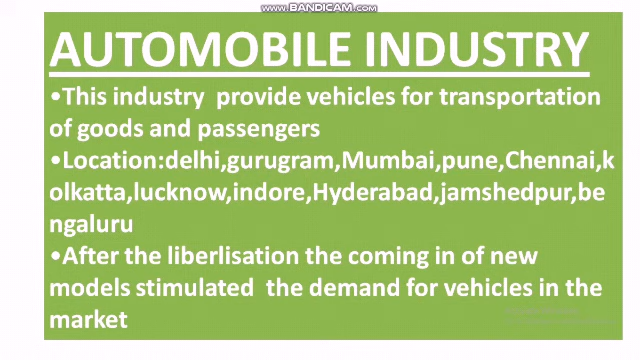 www.BANDICAM.com
AUTOMOBILE INDUSTRY
•This industry  provide vehicles for transportation
of goods and passengers
•Location:delhi,gurugram,Mumbai,pune,Chennai,k
olkatta,lucknow,indore,Hyderabad,jamshedpur,be
ngaluru
•After the liberlisation the coming in of new
models stimulated  the demand for vehicles in the
market